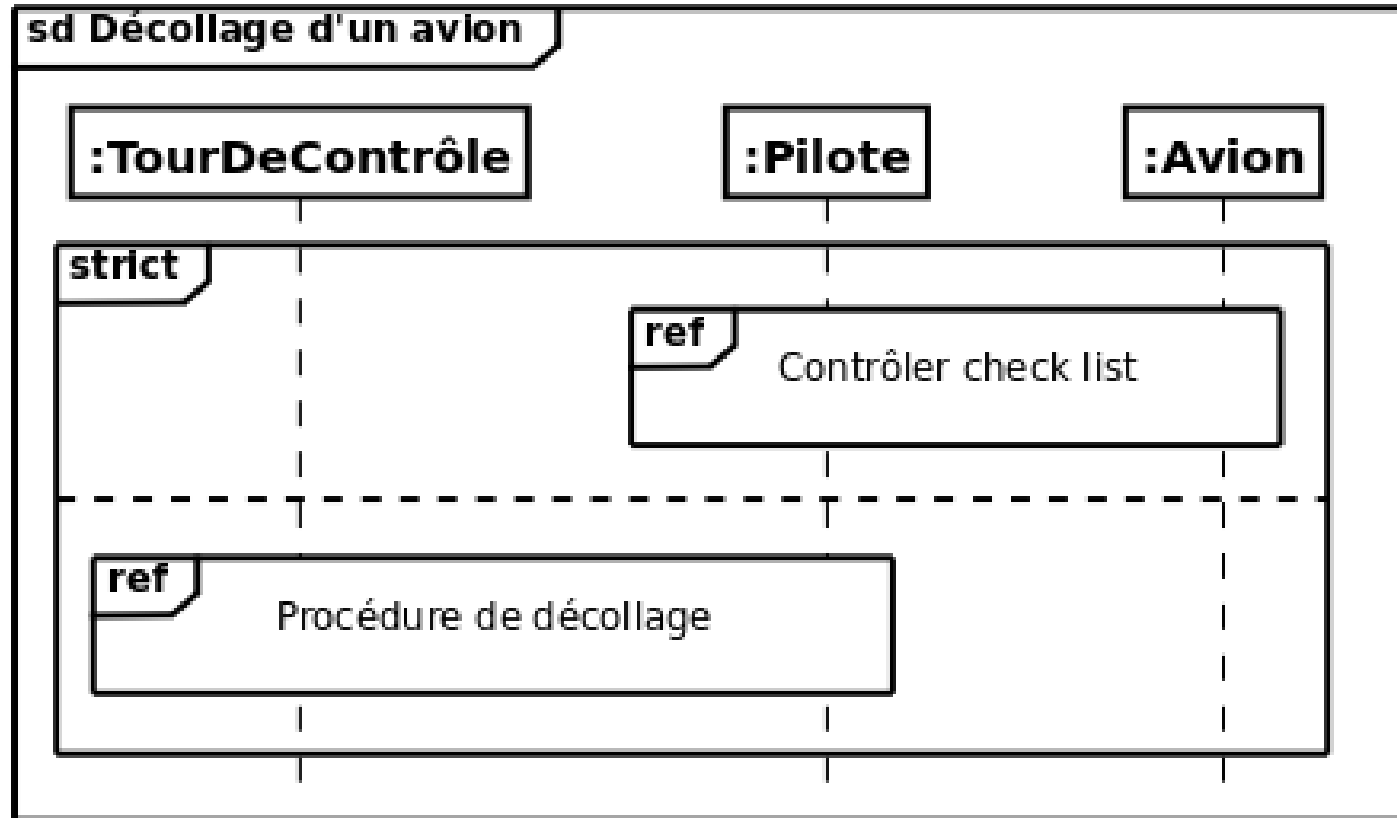 sd Décollage d'un avion
:TourDeContrôle
:Pilote
:Avion
strict
ref
Contrôler check list
ref
Procédure de décollage